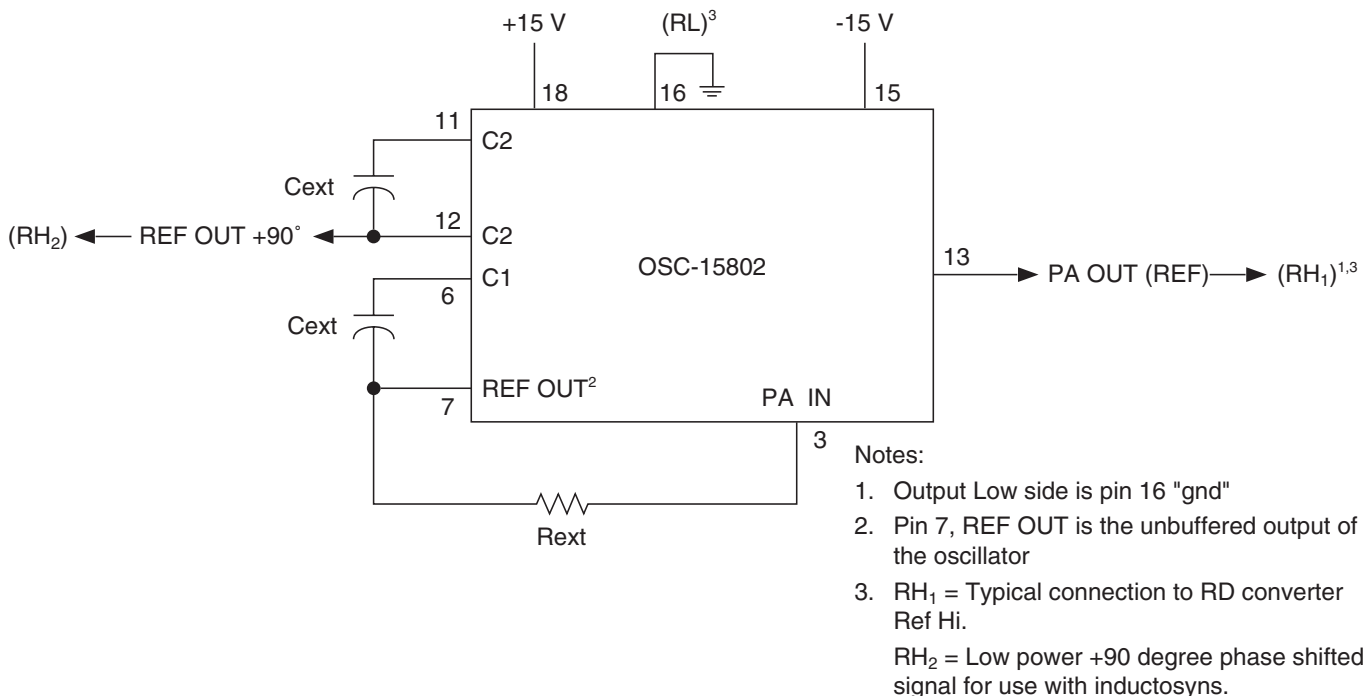 +15 V
(RL)³
-15 V
18
16
15
11
C2
Cext
12
C2
(RH₂)
REF OUT +90°
OSC-15802
13
PA OUT (REF)
(RH₁)¹,³
C1
6
Cext
REF OUT²
7
PA IN
3
Rext
Notes:
1. Output Low side is pin 16 "gnd"
2. Pin 7, REF OUT is the unbuffered output of
the oscillator
3. RH₁ = Typical connection to RD converter
Ref Hi.
RH₂ = Low power +90 degree phase shifted
signal for use with inductosyns.